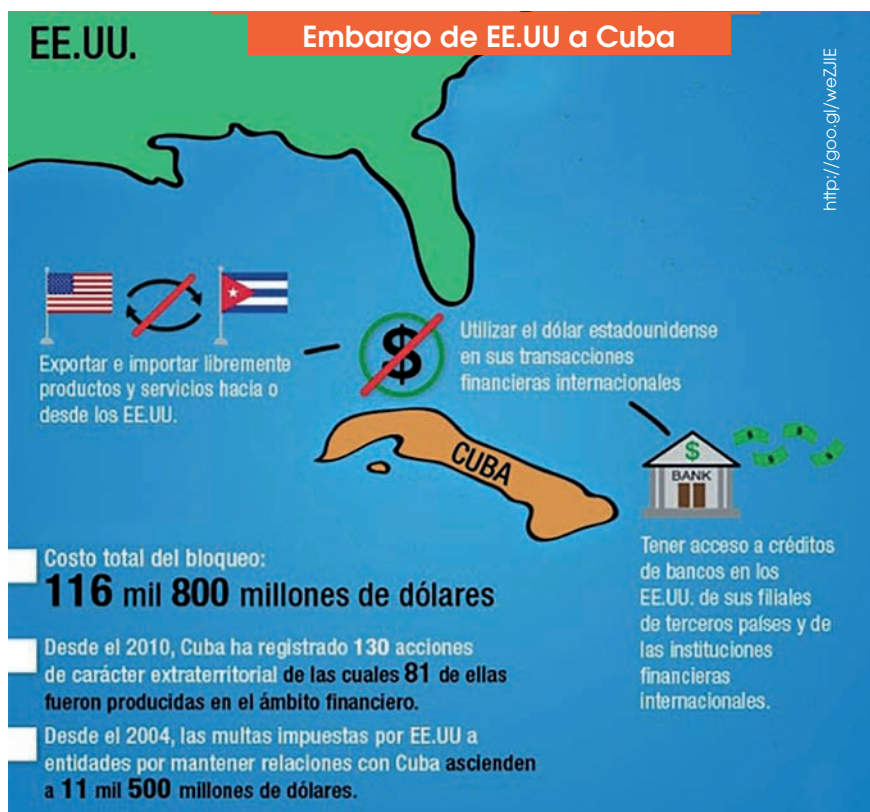 EE.UU.
Embargo de EE.UU a Cuba
http://goo.gl/weZJIE
Exportar e importar libremente
productos y servicios hacia o
desde los EE.UU.
$
Utilizar el dólar estadounidense
en sus transacciones
financieras internacionales
CUBA
$
BANK
Tener acceso a créditos
de bancos en los
EE.UU. de sus filiales
de terceros países y de
las instituciones
financieras
internacionales.
Costo total del bloqueo:
116 mil 800 millones de dólares
Desde el 2010, Cuba ha registrado 130 acciones
de carácter extraterritorial de las cuales 81 de ellas
fueron producidas en el ámbito financiero.
Desde el 2004, las multas impuestas por EE.UU a
entidades por mantener relaciones con Cuba ascienden
a 11 mil 500 millones de dólares.